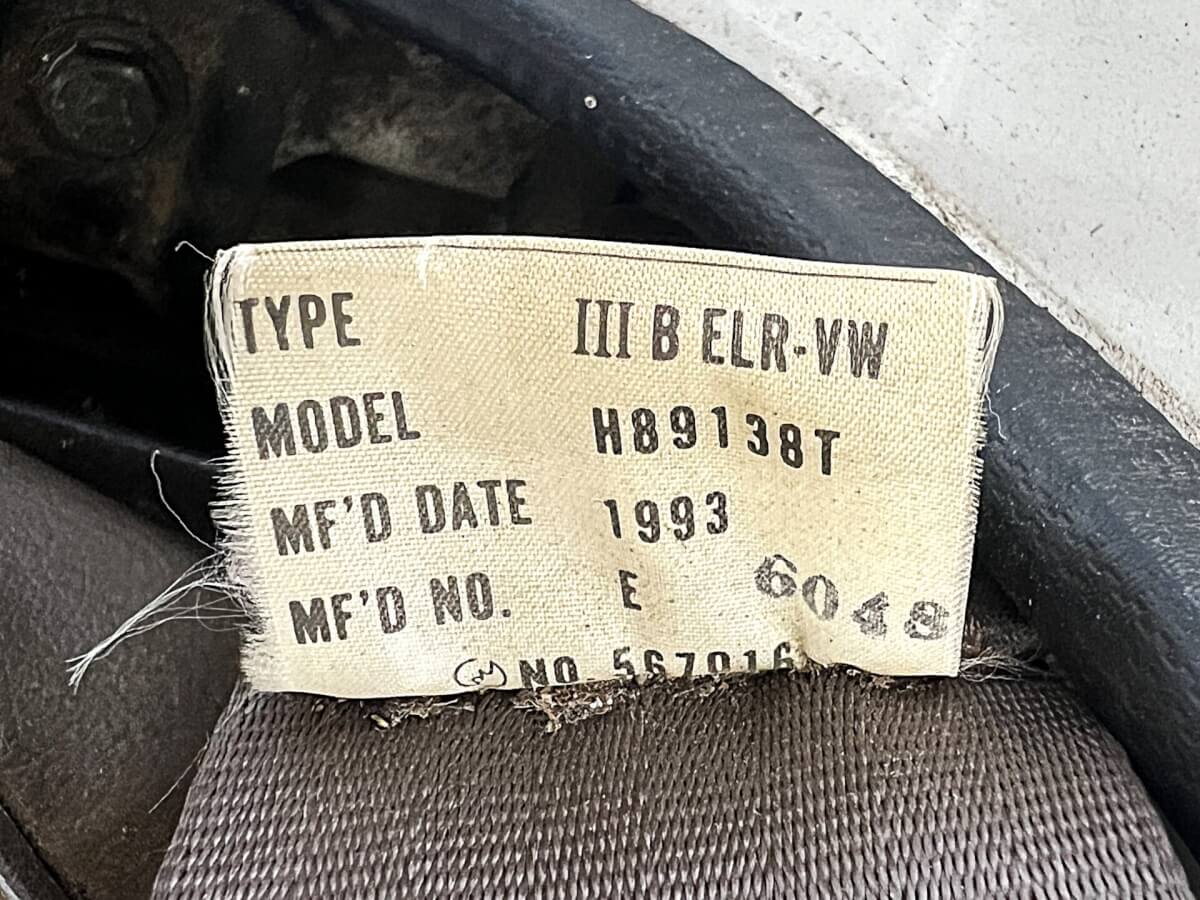 TYPE III B ELR-VW
MODEL H89138T
MF'D DATE 1993
MF'D NO. E 6048
NO. 567016